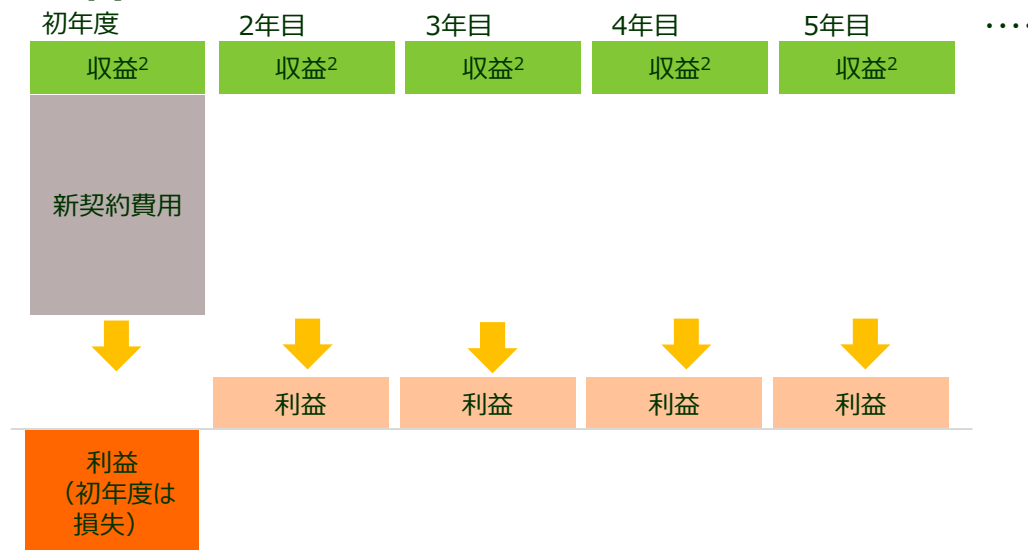 初年度 2年目 3年目 4年目 5年目 ････
収益2 収益2 収益2 収益2 収益2
新契約費用
利益 利益 利益 利益
利益
（初年度は
損失）